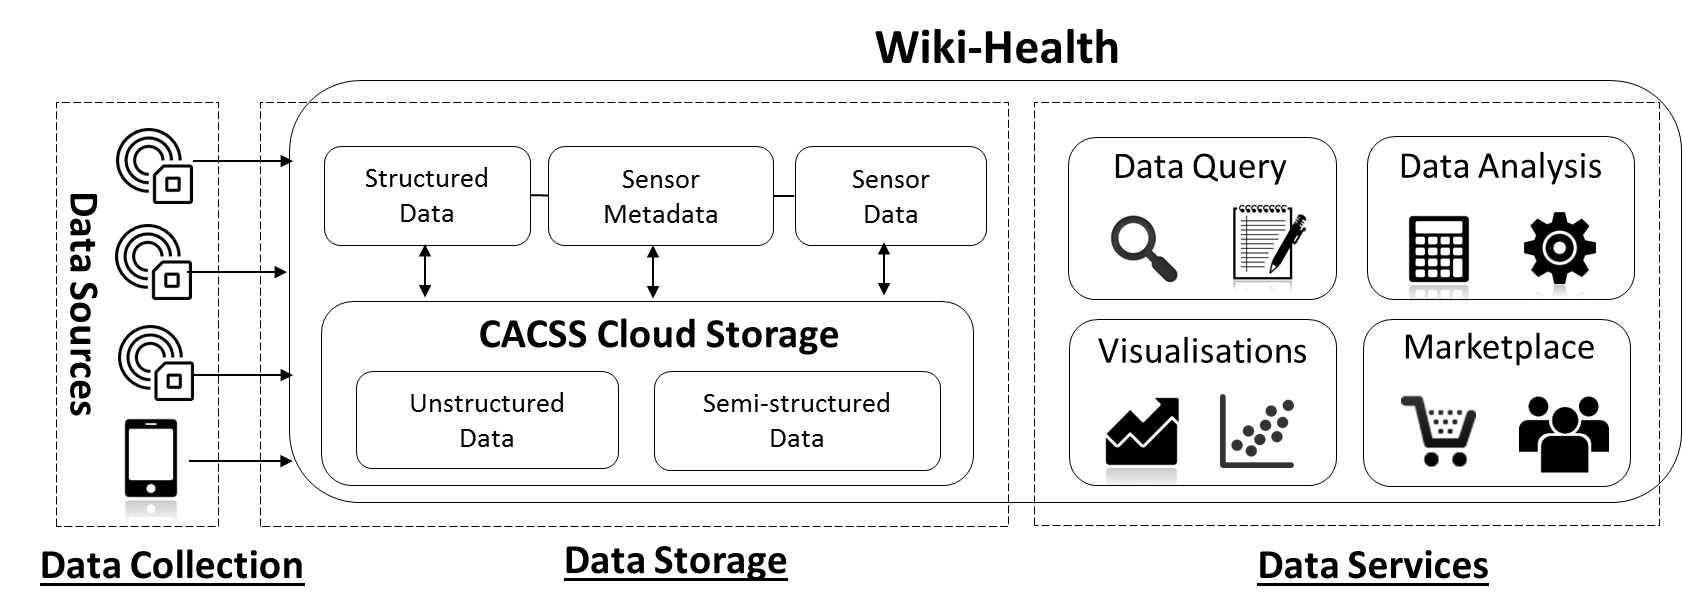 Wiki-Health
Data Sources
Structured
Data
Sensor
Metadata
Sensor
Data
CACSS Cloud Storage
Unstructured
Data
Semi-structured
Data
Data Query
Data Analysis
Visualisations
Marketplace
Data Collection
Data Storage
Data Services